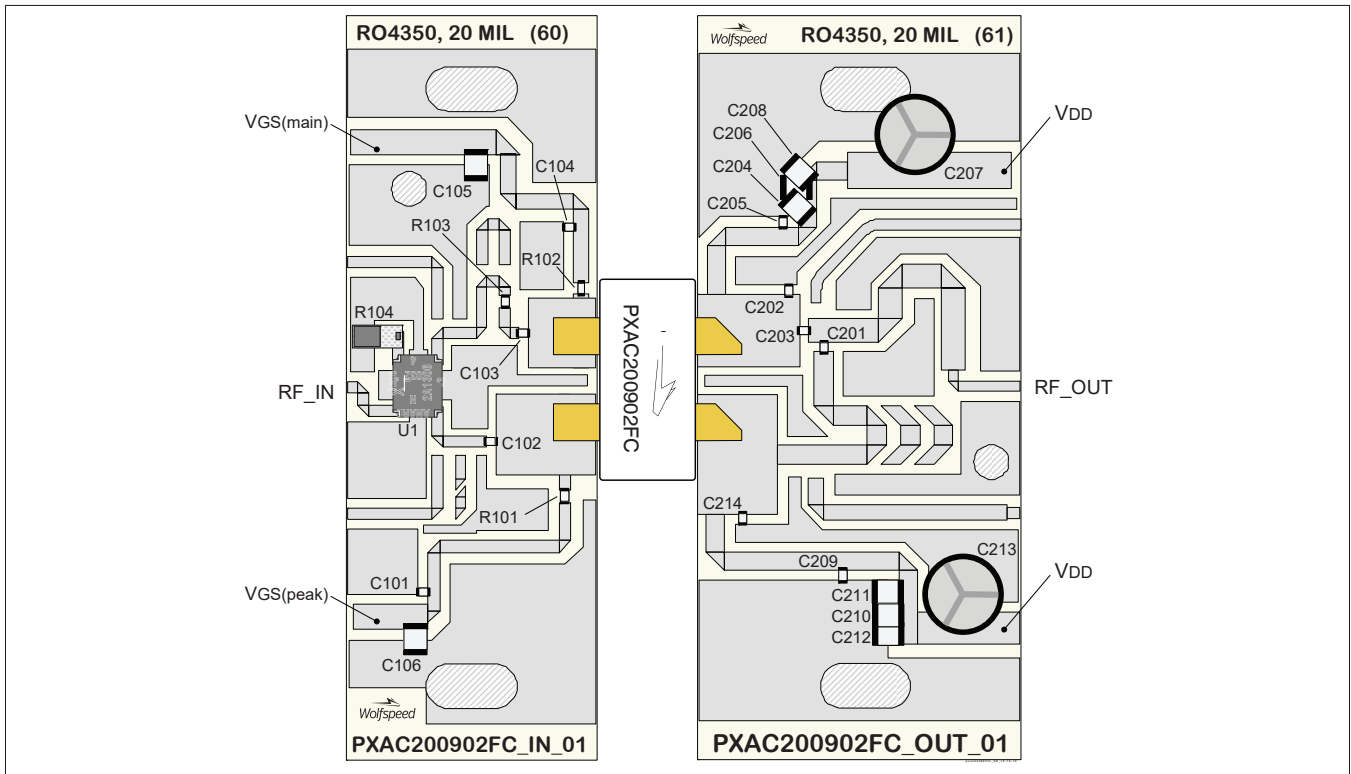 RO4350, 20 MIL (60)
Wolfspeed
RO4350, 20 MIL (61)
VGS(main)
C105
C104
R103
R102
R104
C103
RF_IN
U1
C102
R101
C101
VGS(peak)
C106
Wolfspeed
PXAC200902FC_IN_01
PXAC200902FC
C208
C206
C204
C205
C207
VDD
C202
C203
C201
RF_OUT
C214
C209
C213
C211
C210
C212
VDD
PXAC200902FC_OUT_01